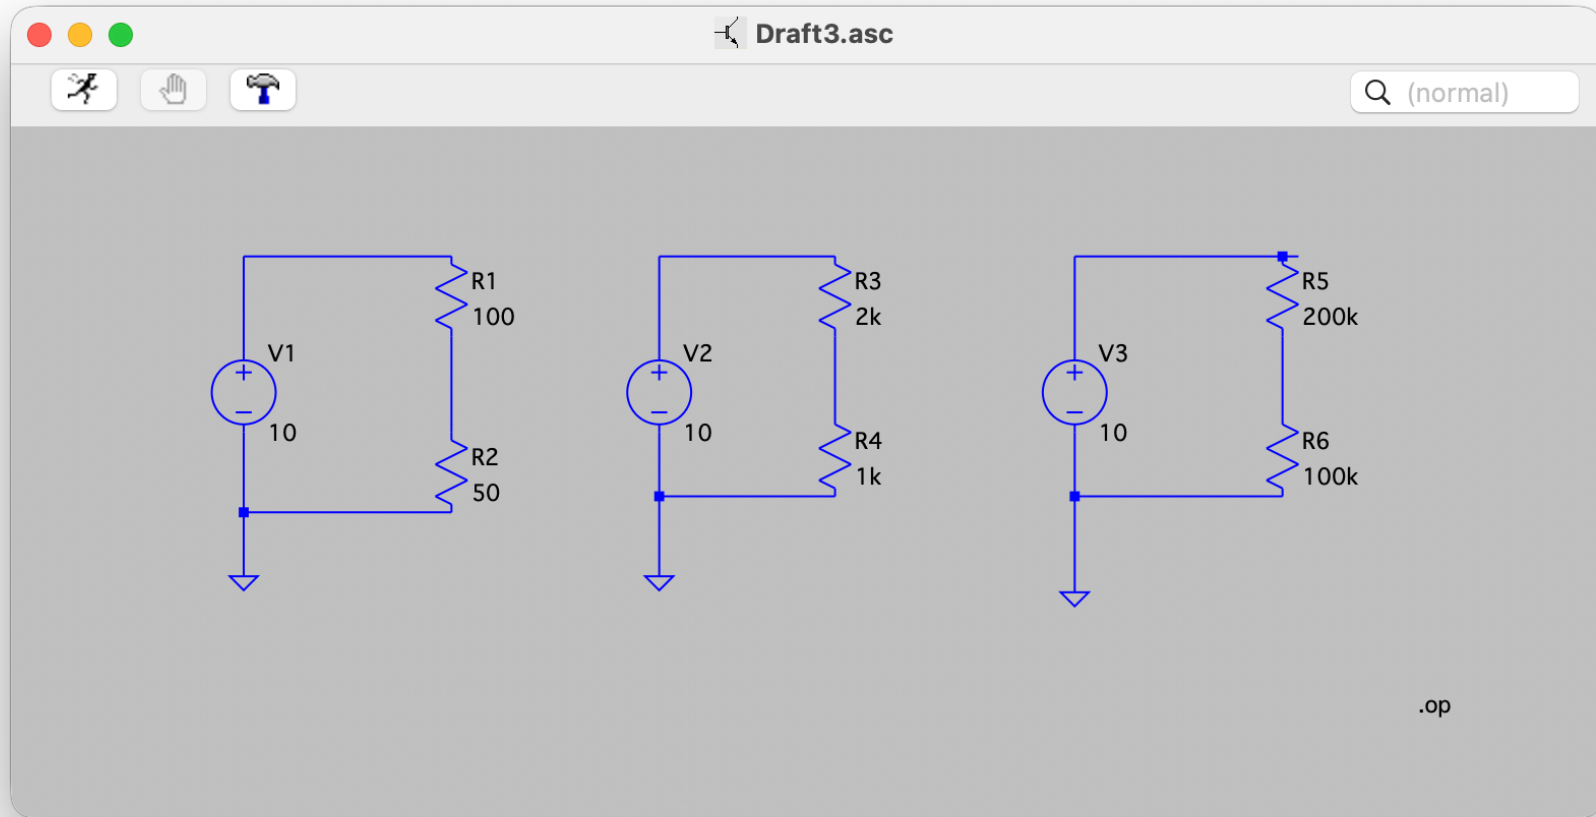 Draft3.asc
(normal)
R1
100
V1
10
R2
50
R3
2k
V2
10
R4
1k
R5
200k
V3
10
R6
100k
.op